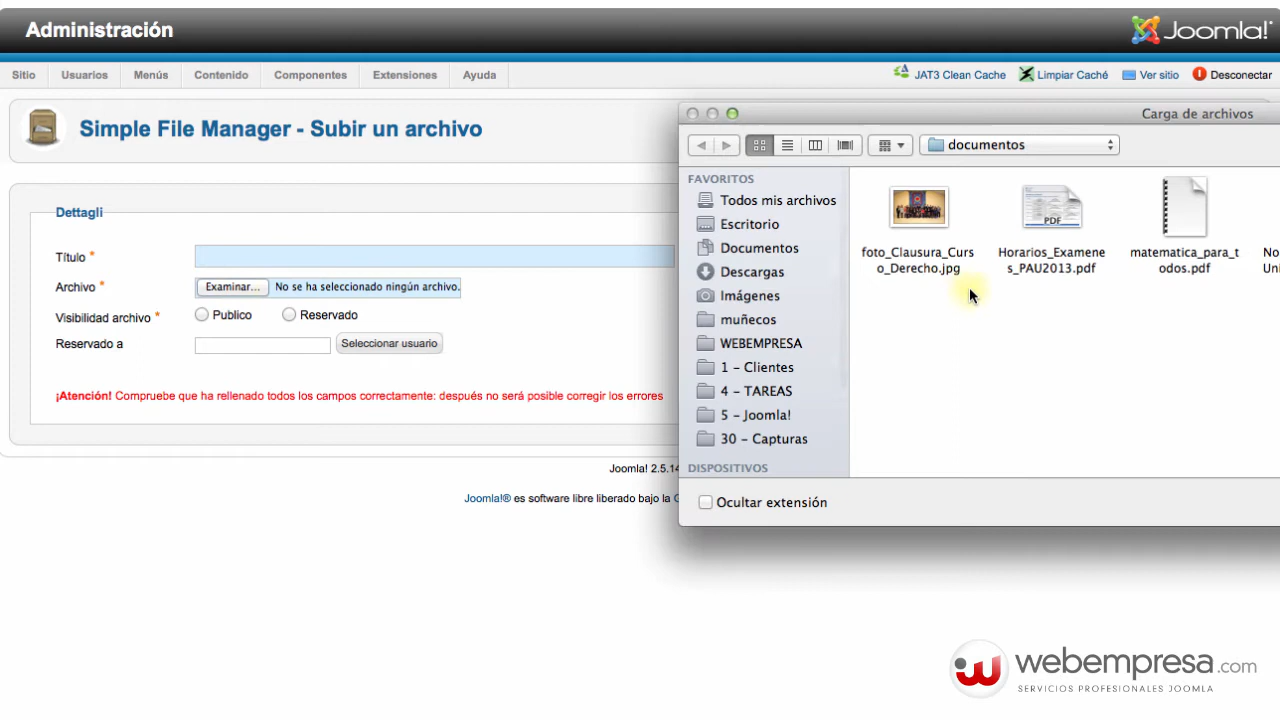 Administración
Joomla!
Sitio Usuarios Menús Contenido Componentes Extensiones Ayuda
JAT3 Clean Cache Limpiar Caché Ver sitio Desconectar
Simple File Manager - Subir un archivo
Dettagli
Título *
Archivo * Examinar... No se ha seleccionado ningún archivo.
Visibilidad archivo * Publico Reservado
Reservado a Seleccionar usuario
¡Atención! Compruebe que ha rellenado todos los campos correctamente: después no será posible corregir los errores
Joomla! 2.5.14
Joomla!® es software libre liberado bajo la
Carga de archivos
documentos
FAVORITOS
Todos mis archivos
Escritorio
Documentos
Descargas
Imágenes
muñecos
WEBEMPRESA
1 – Clientes
4 – TAREAS
5 – Joomla!
30 – Capturas
DISPOSITIVOS
foto_Clausura_Curs
o_Derecho.jpg
Horarios_Examene
s_PAU2013.pdf
PDF
matematica_para_t
odos.pdf
No
Uni
Ocultar extensión
webempresa.com
SERVICIOS PROFESIONALES JOOMLA